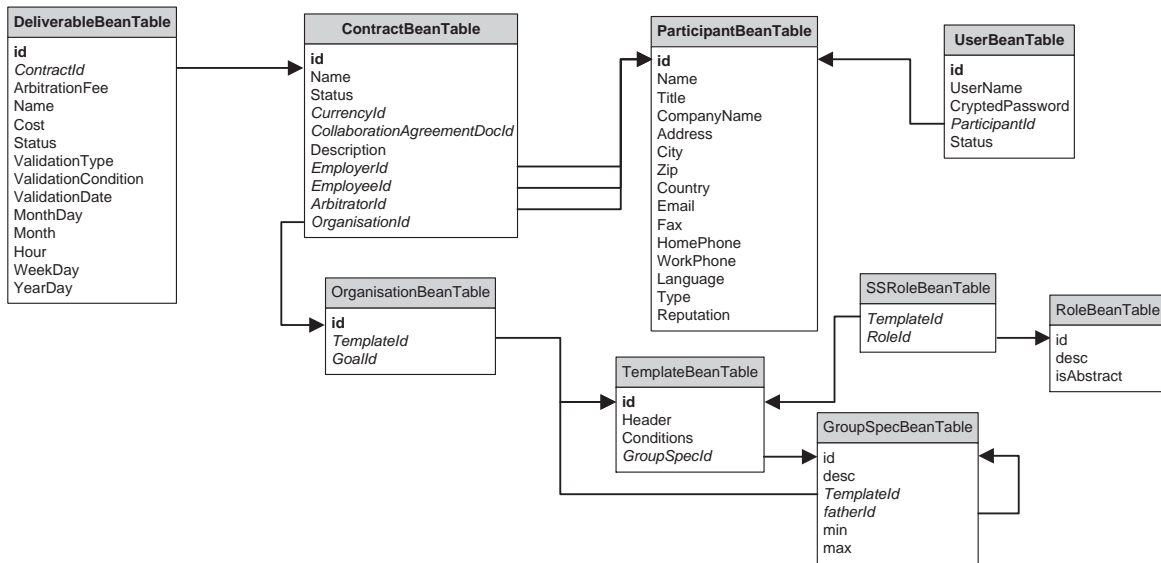 DeliverableBeanTable
id
ContractId
ArbitrationFee
Name
Cost
Status
ValidationType
ValidationCondition
ValidationDate
MonthDay
Month
Hour
WeekDay
YearDay
ContractBeanTable
id
Name
Status
CurrencyId
CollaborationAgreementDocId
Description
EmployerId
EmployeeId
ArbitratorId
OrganisationId
ParticipantBeanTable
id
Name
Title
CompanyName
Address
City
Zip
Country
Email
Fax
HomePhone
WorkPhone
Language
Type
Reputation
UserBeanTable
id
UserName
CryptedPassword
ParticipantId
Status
OrganisationBeanTable
id
TemplateId
GoalId
TemplateBeanTable
id
Header
Conditions
GroupSpecId
SSRoleBeanTable
TemplateId
RoleId
RoleBeanTable
id
desc
isAbstract
GroupSpecBeanTable
id
desc
TemplateId
fatherId
min
max